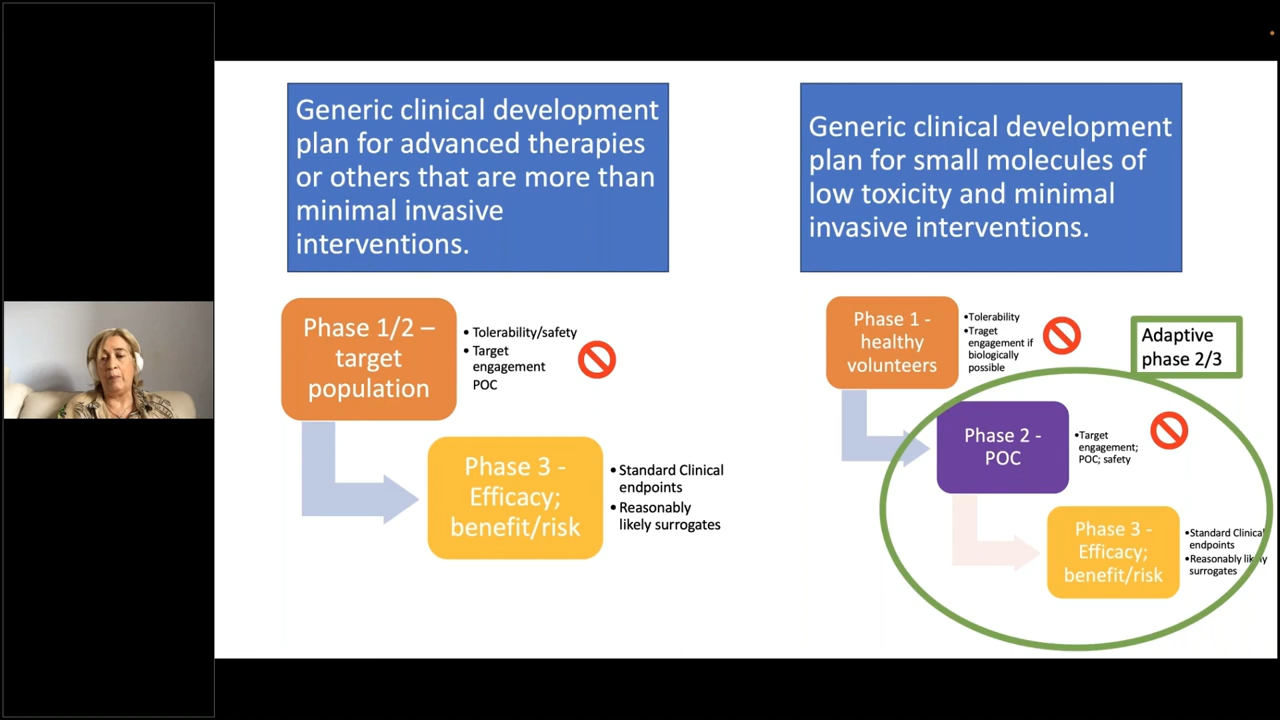 Generic clinical development
plan for advanced therapies
or others that are more than
minimal invasive
interventions.
Phase 1/2 –
target
population
• Tolerability/safety
• Target
engagement
POC
Phase 3 -
Efficacy;
benefit/risk
• Standard Clinical
endpoints
• Reasonably
likely surrogates
Generic clinical development
plan for small molecules of
low toxicity and minimal
invasive interventions.
Phase 1 -
healthy
volunteers
•Tolerability
•Traget
engagement if
biologically
possible
Adaptive
phase 2/3
Phase 2 -
POC
•Target
engagement;
POC; safety
Phase 3 -
Efficacy;
benefit/risk
•Standard Clinical
endpoints
•Reasonably likely
surrogates